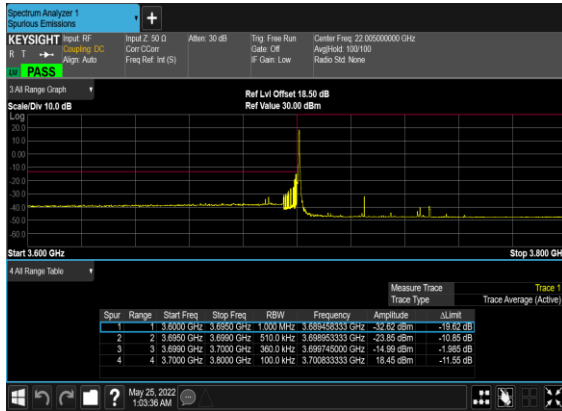 Spectrum Analyzer 1
Spurious Emissions
KEYSIGHT Input: RF Input Z: 50 Ω Atten: 30 dB Trig: Free Run Center Freq: 22.005000000 GHz
R T Coupling: DC Corr CCorr Gate: Off Avg|Hold: 100/100
Align: Auto Freq Ref: Int (S) IF Gain: Low Radio Std: None
PASS
3 All Range Graph
Ref Lvl Offset 18.50 dB
Scale/Div 10.0 dB Ref Value 30.00 dBm
Log
20.0
10.0
0.00
-10.0
-20.0
-30.0
-40.0
-50.0
-60.0
Start 3.600 GHz Stop 3.800 GH
4 All Range Table
Measure Trace Trace 1
Trace Type Trace Average (Active)
Spur Range Start Freq Stop Freq RBW Frequency Amplitude ΔLimit
1 1 3.6000 GHz 3.6950 GHz 1.000 MHz 3.689458333 GHz -32.62 dBm -19.62 dB
2 2 3.6950 GHz 3.6990 GHz 510.0 kHz 3.698953333 GHz -23.85 dBm -10.85 dB
3 3 3.6990 GHz 3.7000 GHz 360.0 kHz 3.699745000 GHz -14.99 dBm -1.985 dB
4 4 3.7000 GHz 3.8000 GHz 100.0 kHz 3.700833333 GHz 18.45 dBm -11.55 dB
? May 25, 2022
1:03:36 AM